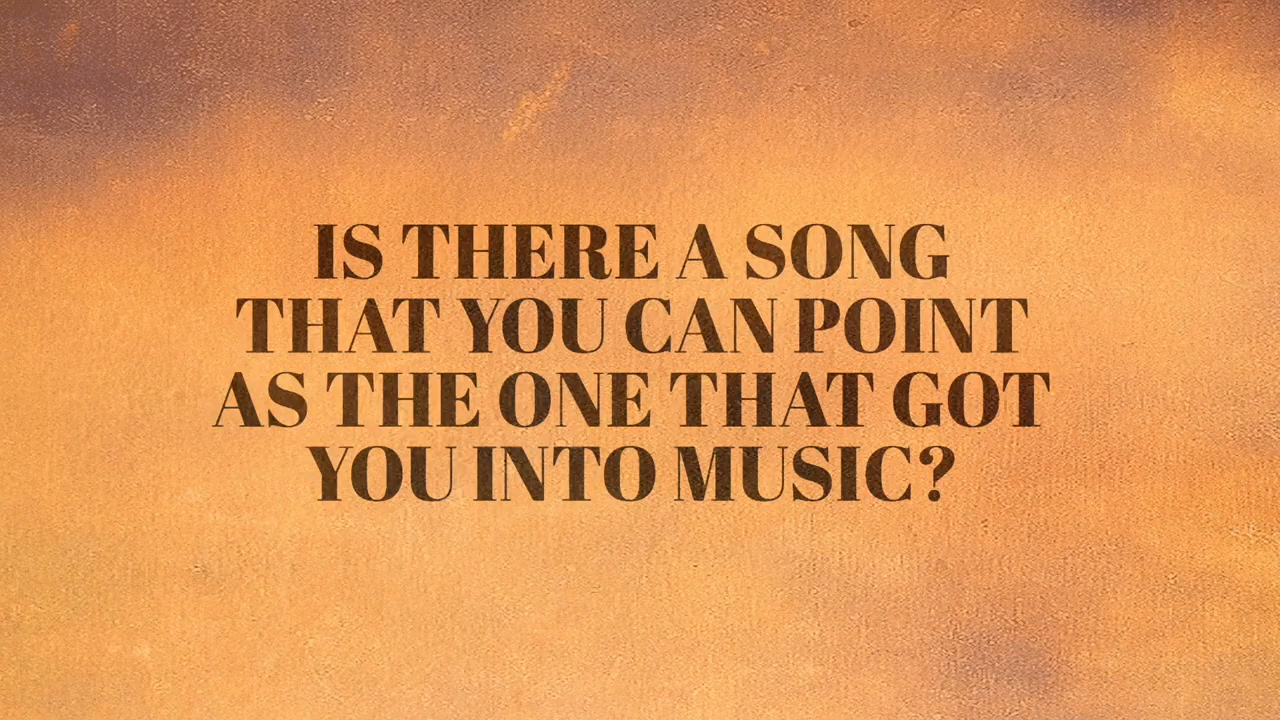 IS THERE A SONG
THAT YOU CAN POINT
AS THE ONE THAT GOT
YOU INTO MUSIC?